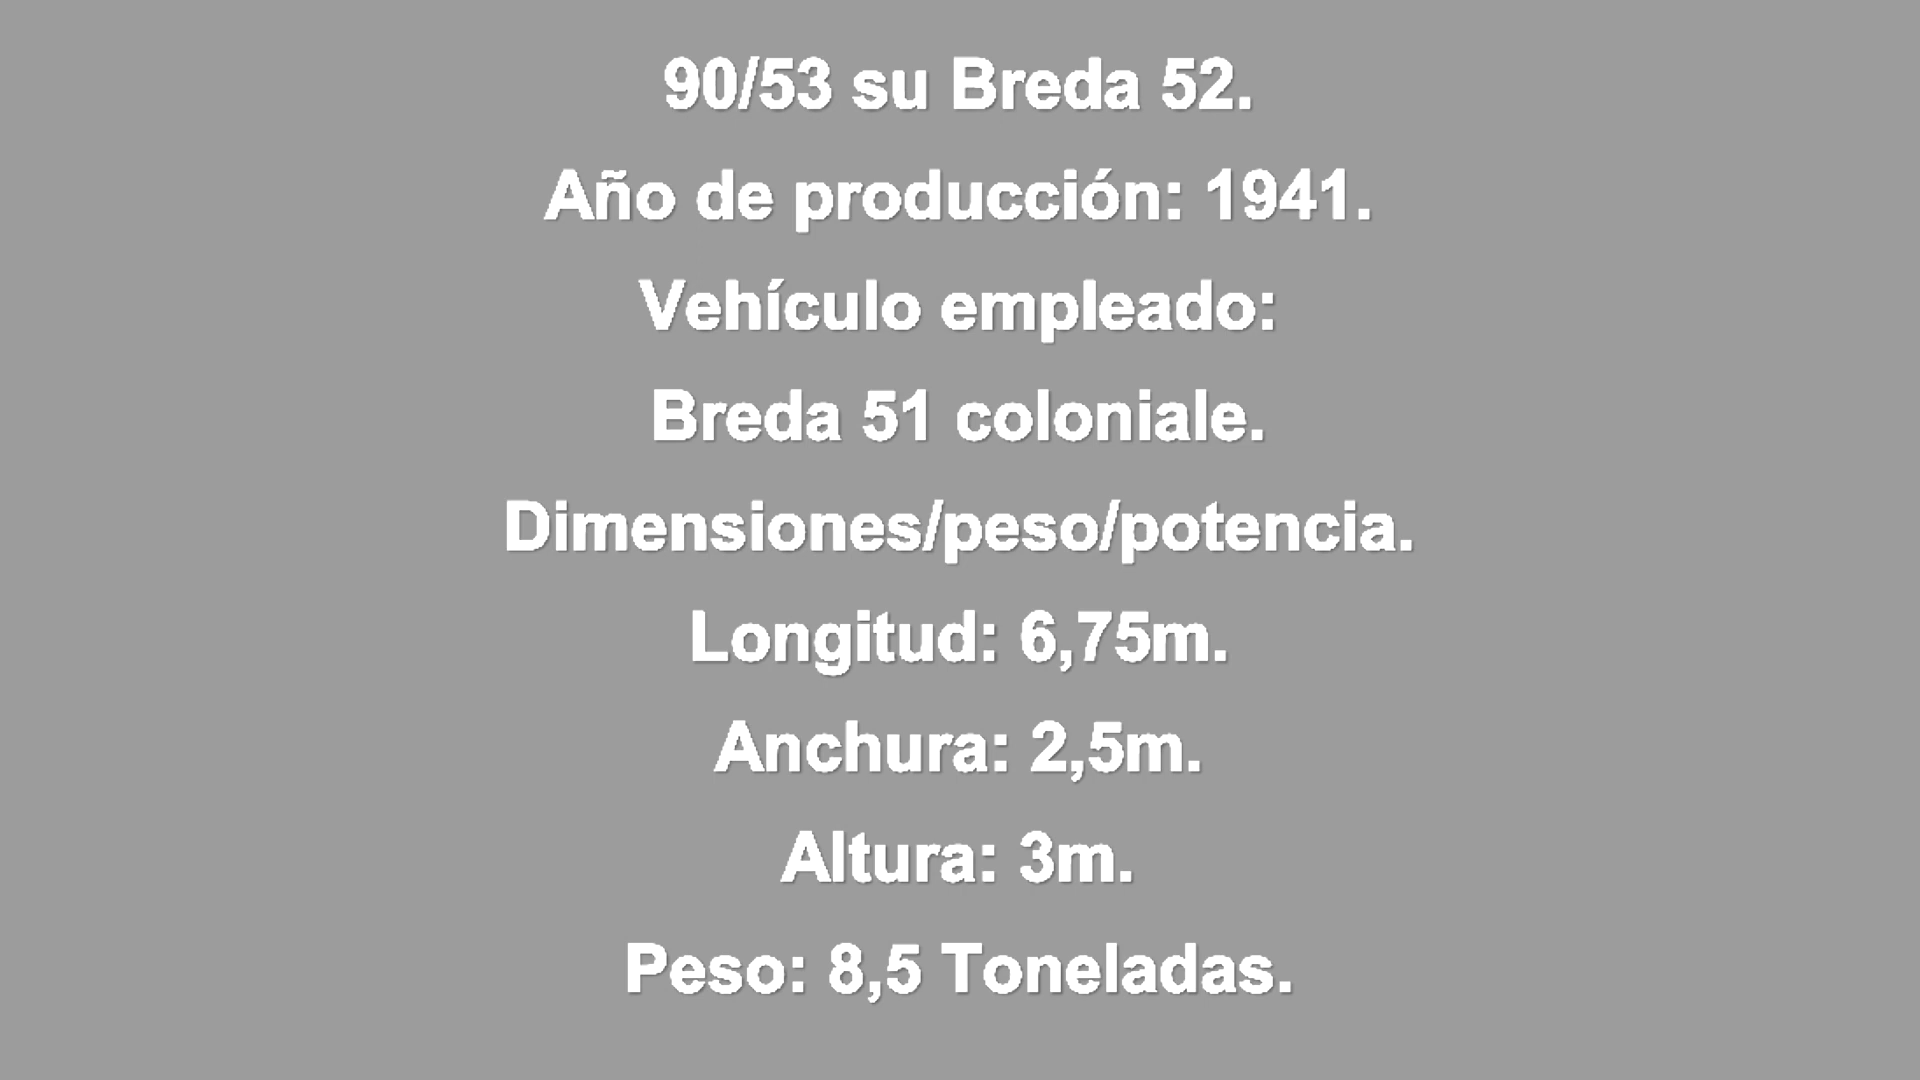 90/53 su Breda 52.
Año de producción: 1941.
Vehículo empleado:
Breda 51 coloniale.
Dimensiones/peso/potencia.
Longitud: 6,75m.
Anchura: 2,5m.
Altura: 3m.
Peso: 8,5 Toneladas.